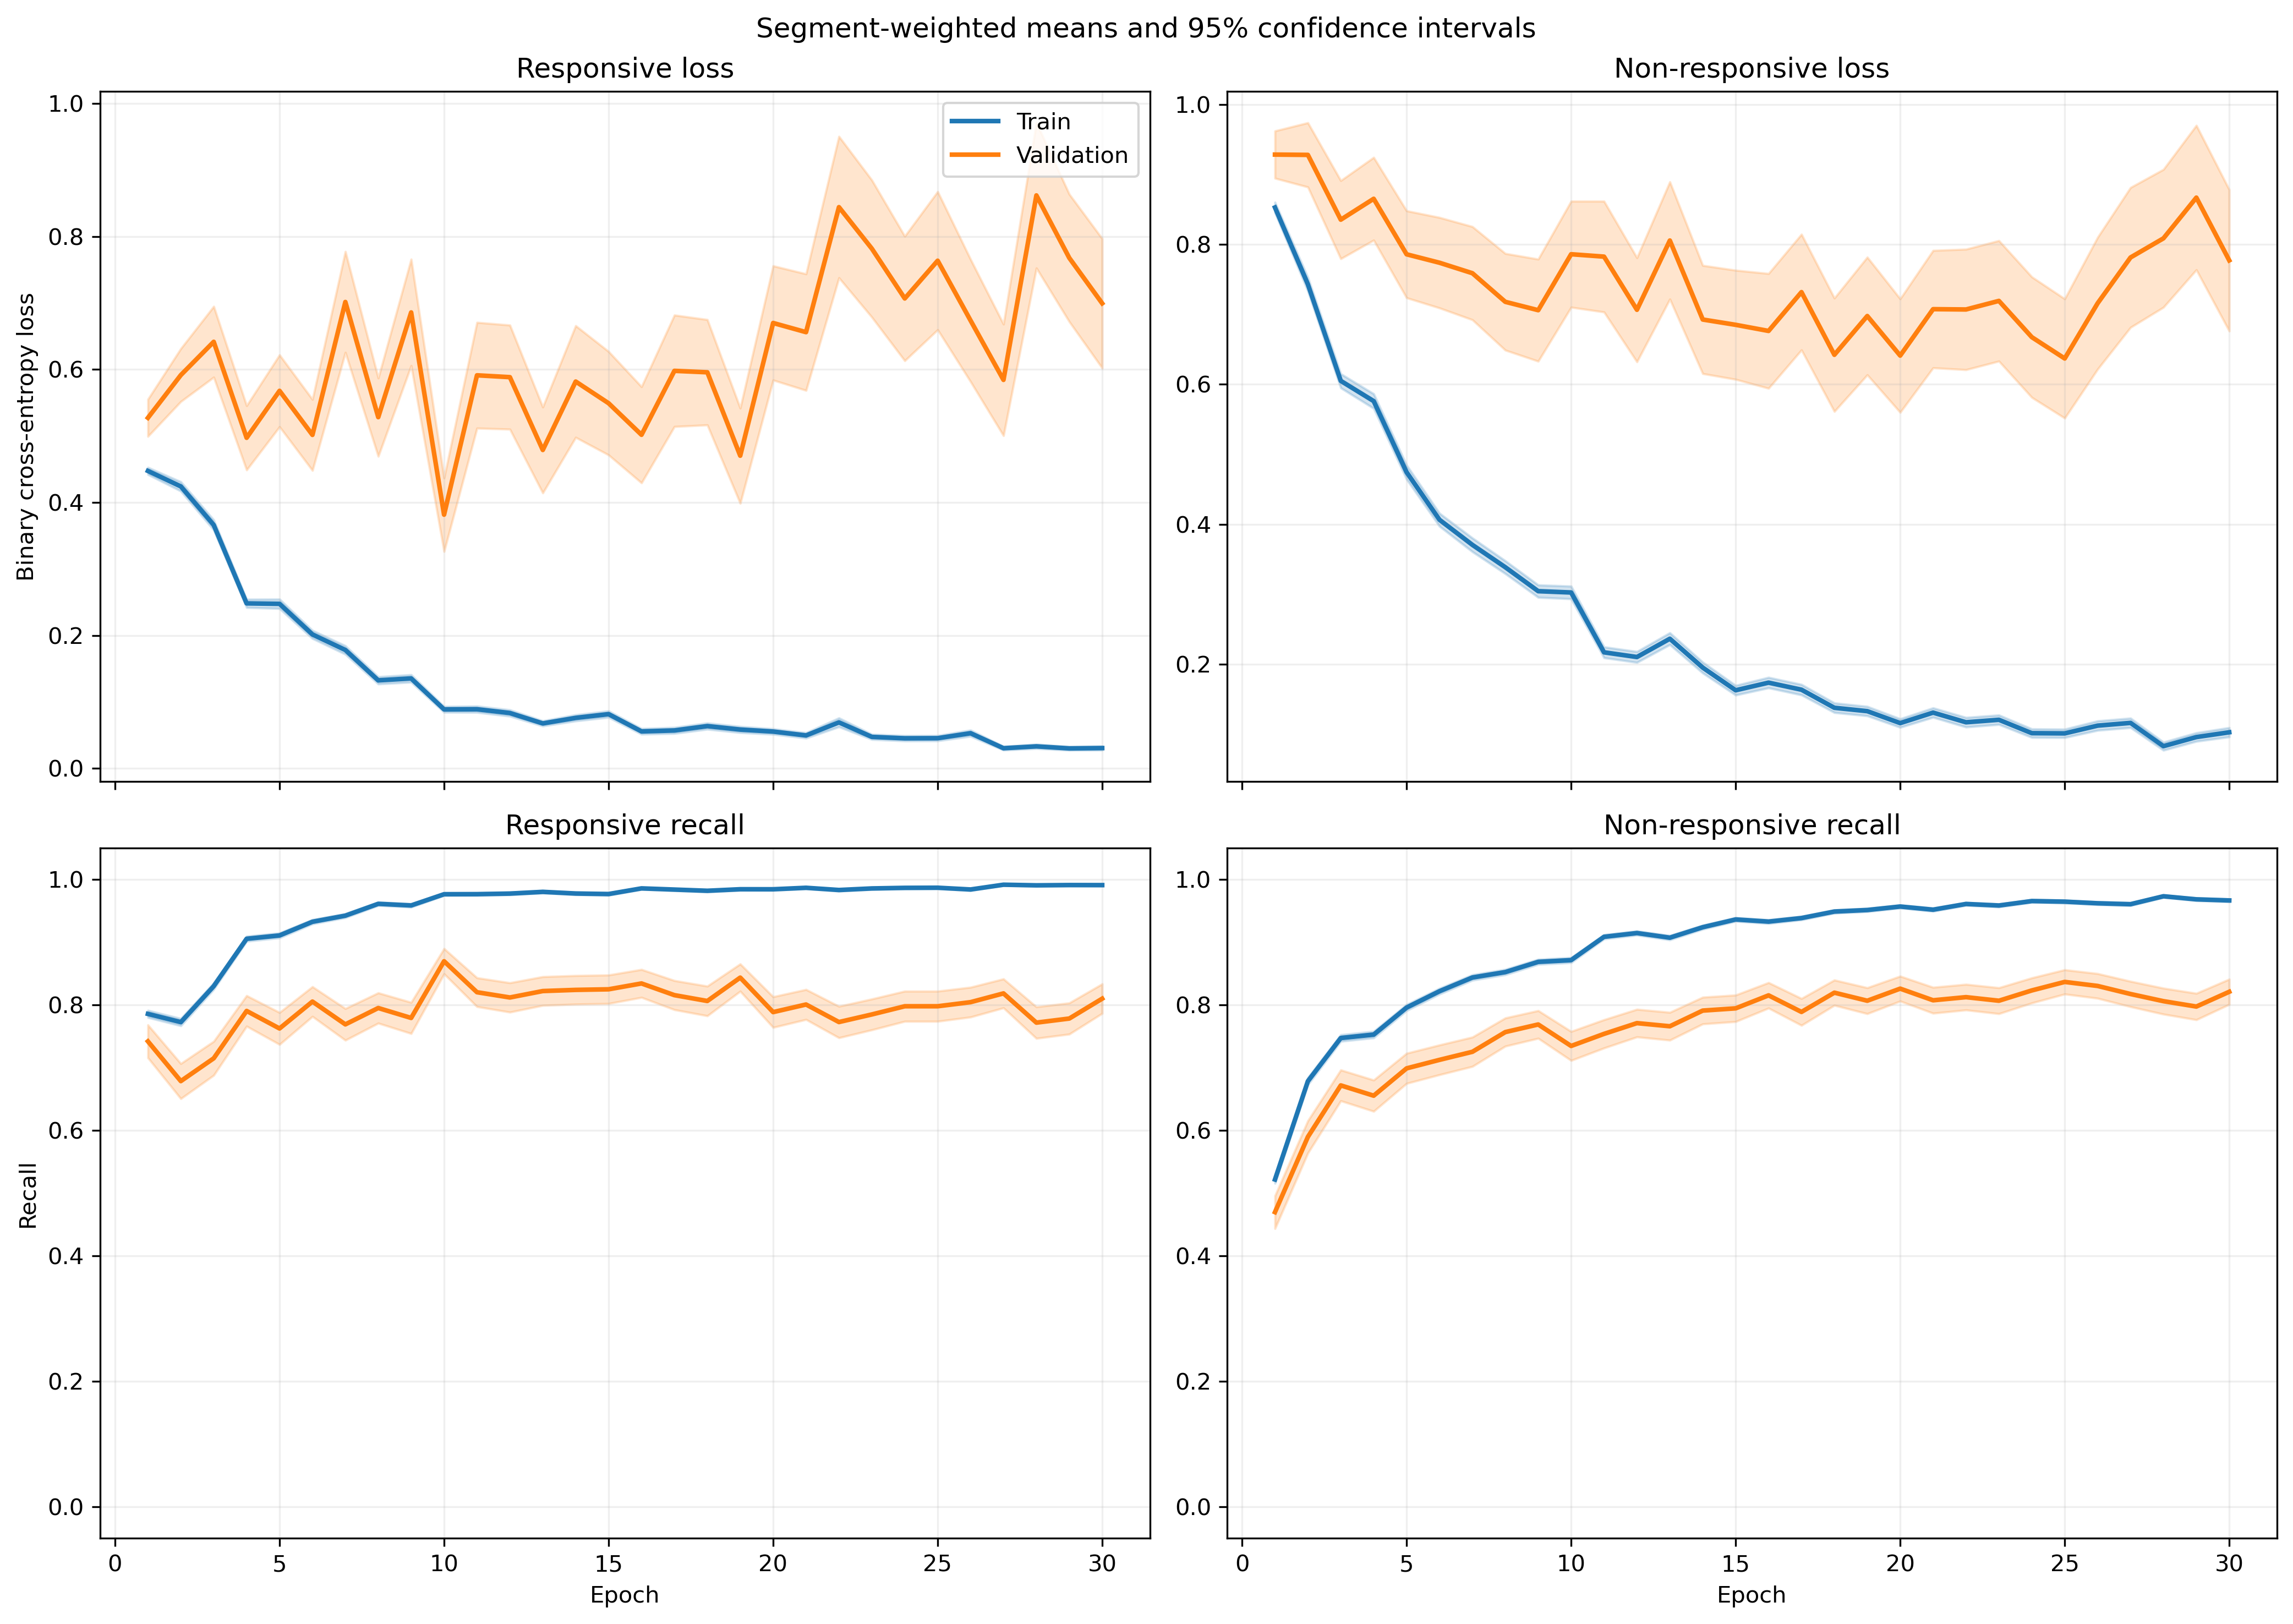 Segment-weighted means and 95% confidence intervals
Responsive loss
Non-responsive loss
Binary cross-entropy loss
1.0
0.8
0.6
0.4
0.2
0.0
Train
Validation
1.0
0.8
0.6
0.4
0.2
Responsive recall
Non-responsive recall
Recall
1.0
0.8
0.6
0.4
0.2
0.0
1.0
0.8
0.6
0.4
0.2
0.0
0 5 10 15 20 25 30
0 5 10 15 20 25 30
Epoch
Epoch